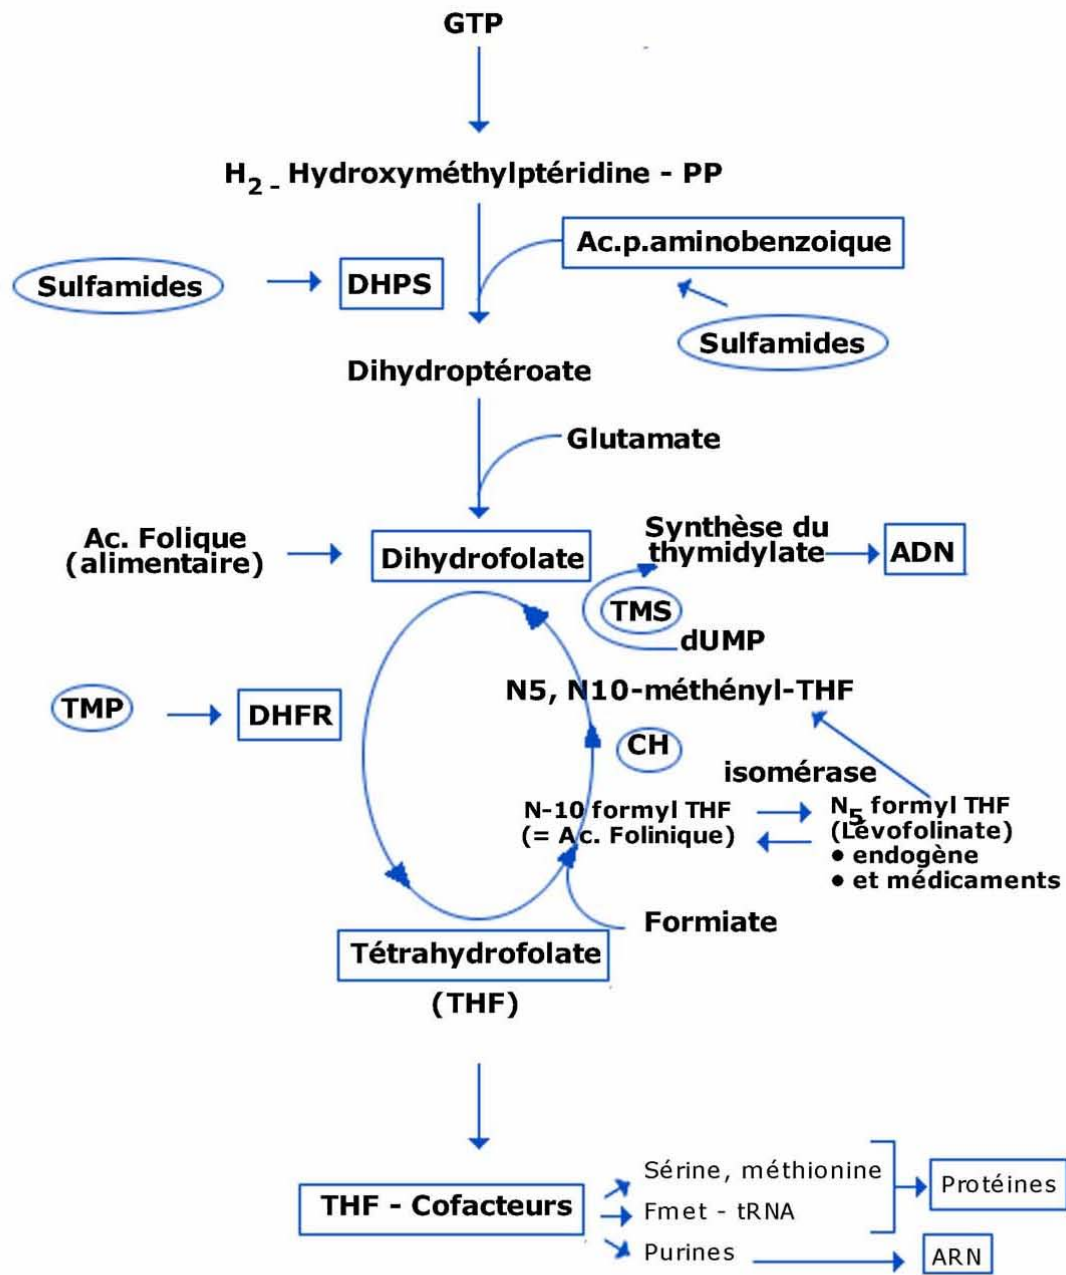 GTP
H2 - Hydroxyméthylptéridine - PP
Ac.p.aminobenzoique
Sulfamides
DHPS
Sulfamides
Dihydroptéroate
Glutamate
Ac. Folique
(alimentaire)
Dihydrofolate
Synthèse du
thymidylate
ADN
TMS
dUMP
N5, N10-méthényl-THF
TMP
DHFR
CH
isomérase
N-10 formyl THF
(= Ac. Folinique)
N5 formyl THF
(Lévofolinate)
• endogène
• et médicaments
Formiate
Tétrahydrofolate
(THF)
THF - Cofacteurs
Sérine, méthionine
Fmet - tRNA
Purines
Protéines
ARN